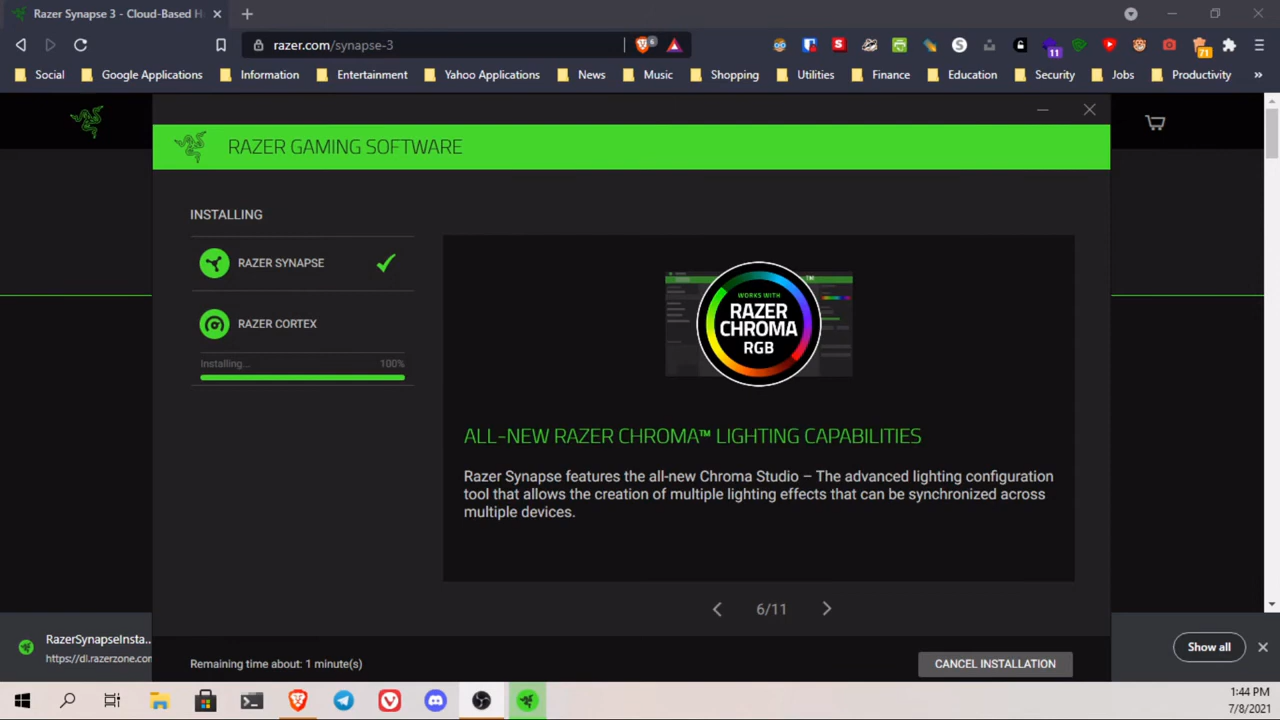 Razer Synapse 3 - Cloud-Based H
razer.com/synapse-3
6
11
71
Social
Google Applications
Information
Entertainment
Yahoo Applications
News
Music
Shopping
Utilities
Finance
Education
Security
Jobs
Productivity
»
RAZER GAMING SOFTWARE
INSTALLING
RAZER SYNAPSE
RAZER CORTEX
Installing...
100%
WORKS WITH
RAZER
CHROMA
RGB
TM
ALL-NEW RAZER CHROMA™ LIGHTING CAPABILITIES
Razer Synapse features the all-new Chroma Studio – The advanced lighting configuration
tool that allows the creation of multiple lighting effects that can be synchronized across
multiple devices.
6/11
RazerSynapseInsta...
https://dl.razerzone.com
Show all
Remaining time about: 1 minute(s)
CANCEL INSTALLATION
1:44 PM
7/8/2021